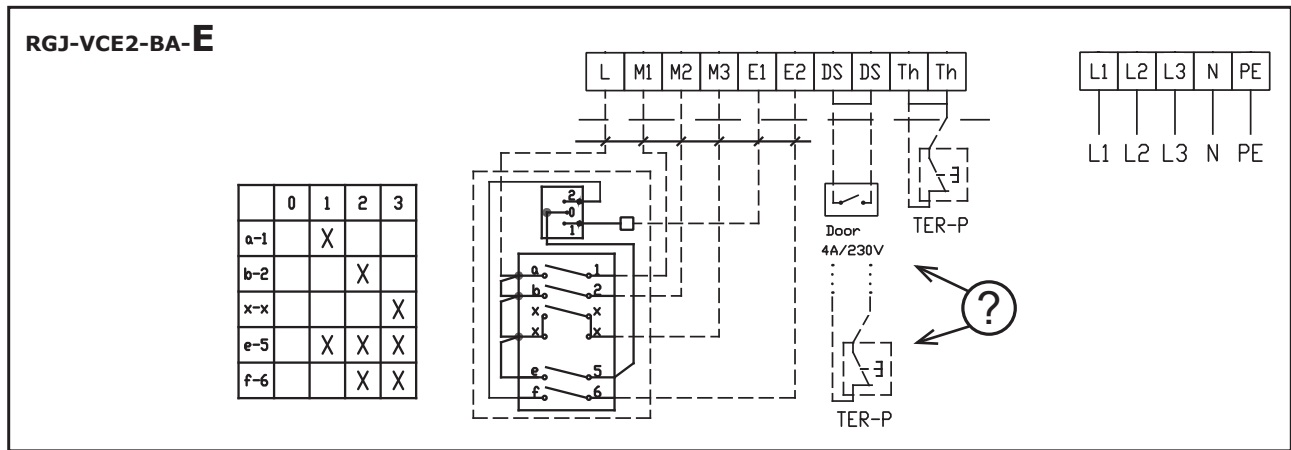 RGJ-VCE2-BA-E
L M1 M2 M3 E1 E2 DS DS Th Th
L1 L2 L3 N PE
L1 L2 L3 N PE
0 1 2 3
a-1 X
b-2 X
x-x X
e-5 X X X
f-6 X X
2
0
1
a 1
b 2
x x
x x
e 5
f 6
Door
4A/230V
TER-P
?
TER-P